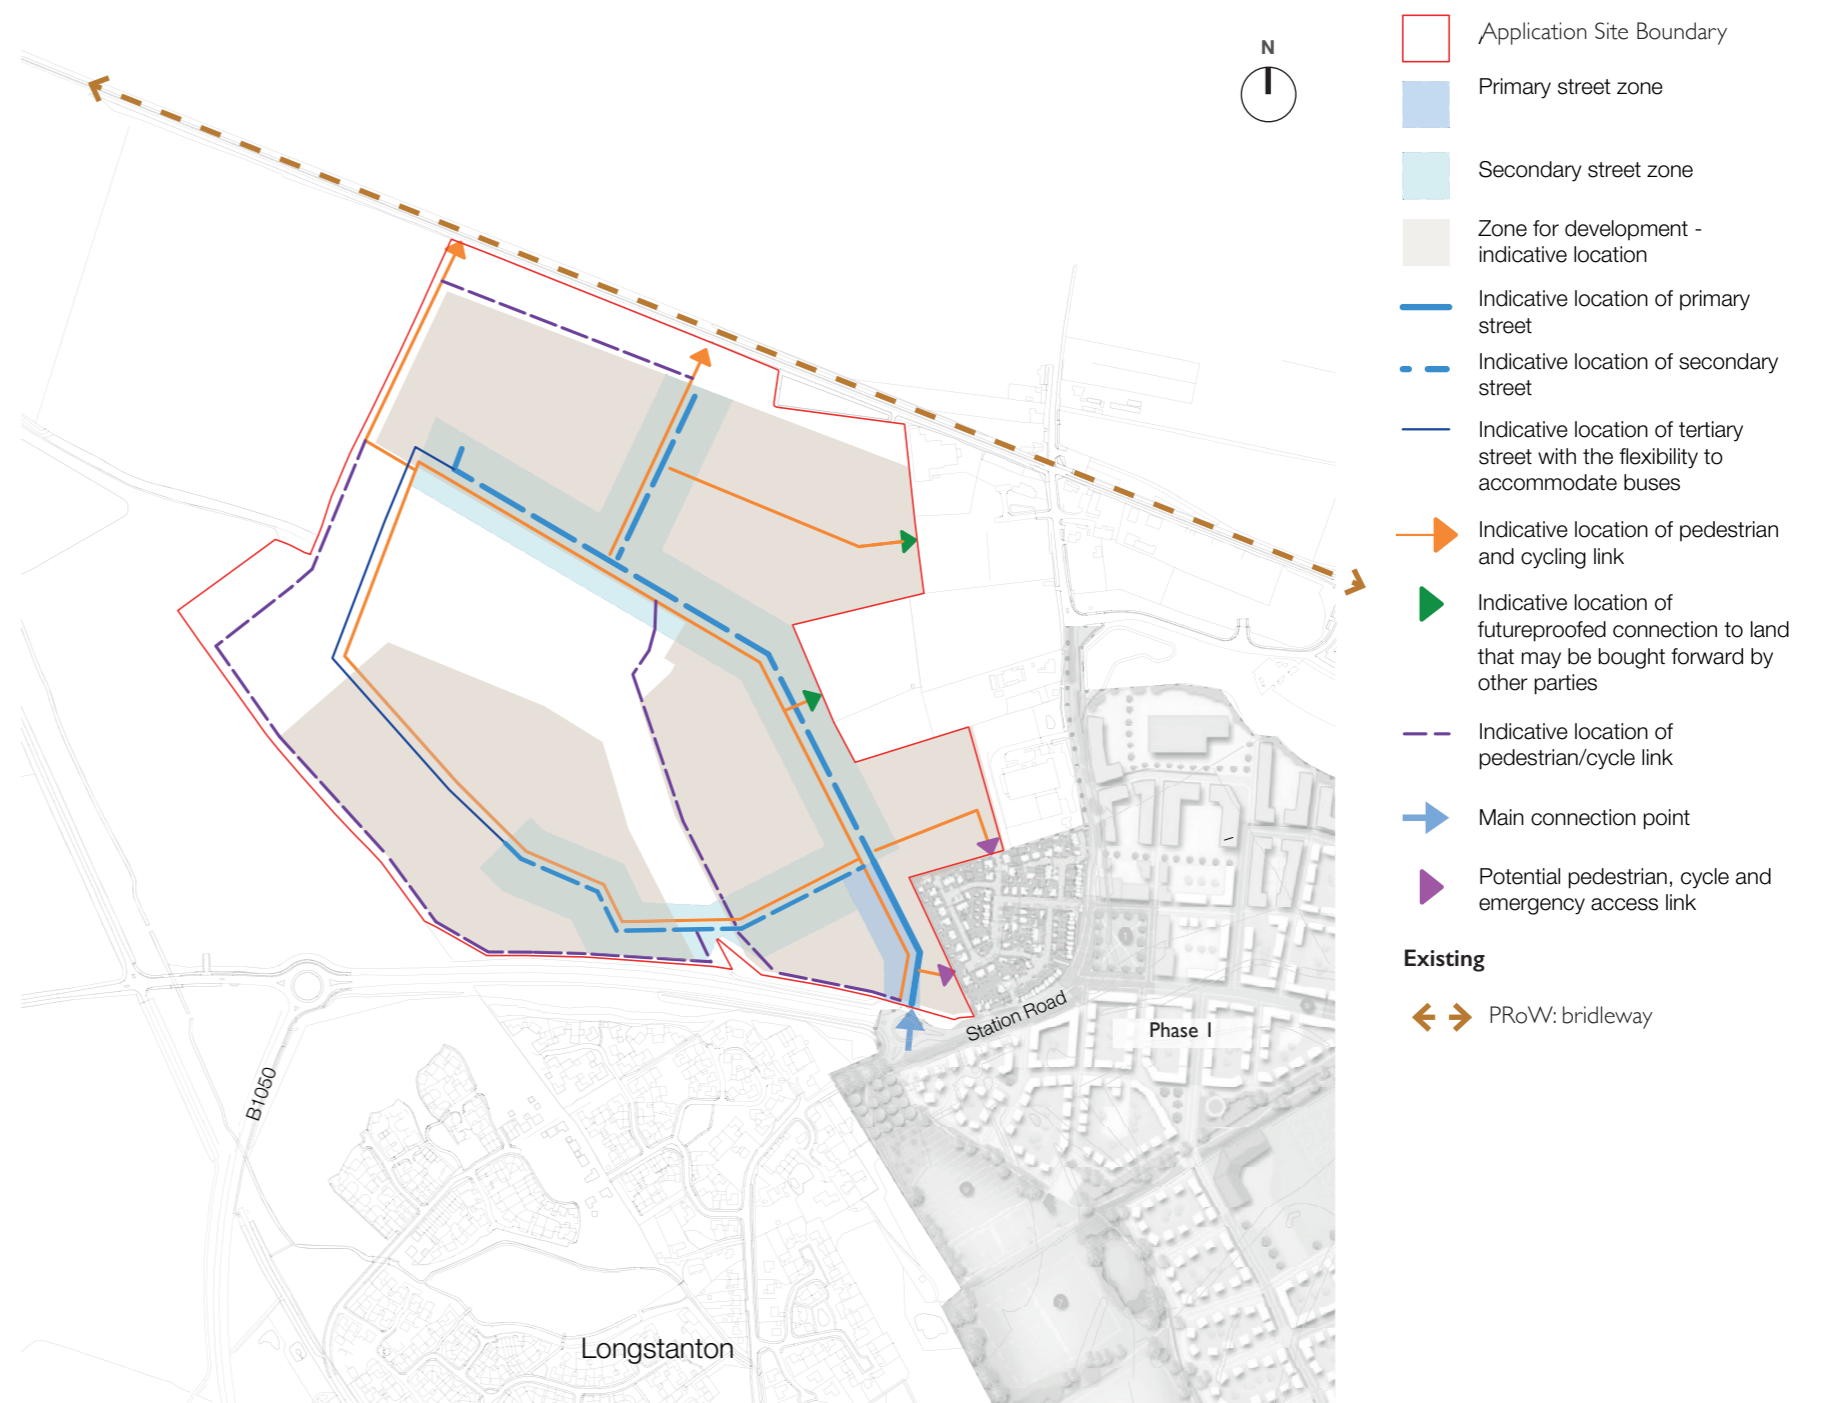 N
Application Site Boundary
Primary street zone
Secondary street zone
Zone for development -
indicative location
Indicative location of primary
street
Indicative location of secondary
street
Indicative location of tertiary
street with the flexibility to
accommodate buses
Indicative location of pedestrian
and cycling link
Indicative location of
futureproofed connection to land
that may be bought forward by
other parties
Indicative location of
pedestrian/cycle link
Main connection point
Potential pedestrian, cycle and
emergency access link
Existing
PRoW: bridleway
Station Road
Phase 1
B1050
Longstanton